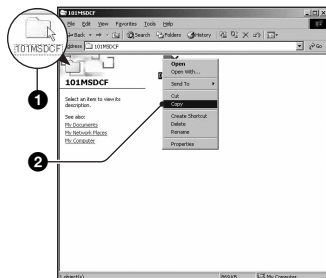 101MSDCF
File Edit View Favorites Tools Help
Back Search Folders History
Address 101MSDCF Go
101MSDCF
1
101MSDCF
Select an item to view its
description.
See also:
My Documents
My Network Places
My Computer
2
Open
Open With...
Send To
Cut
Copy
Create Shortcut
Delete
Rename
Properties
1 object(s) My Computer